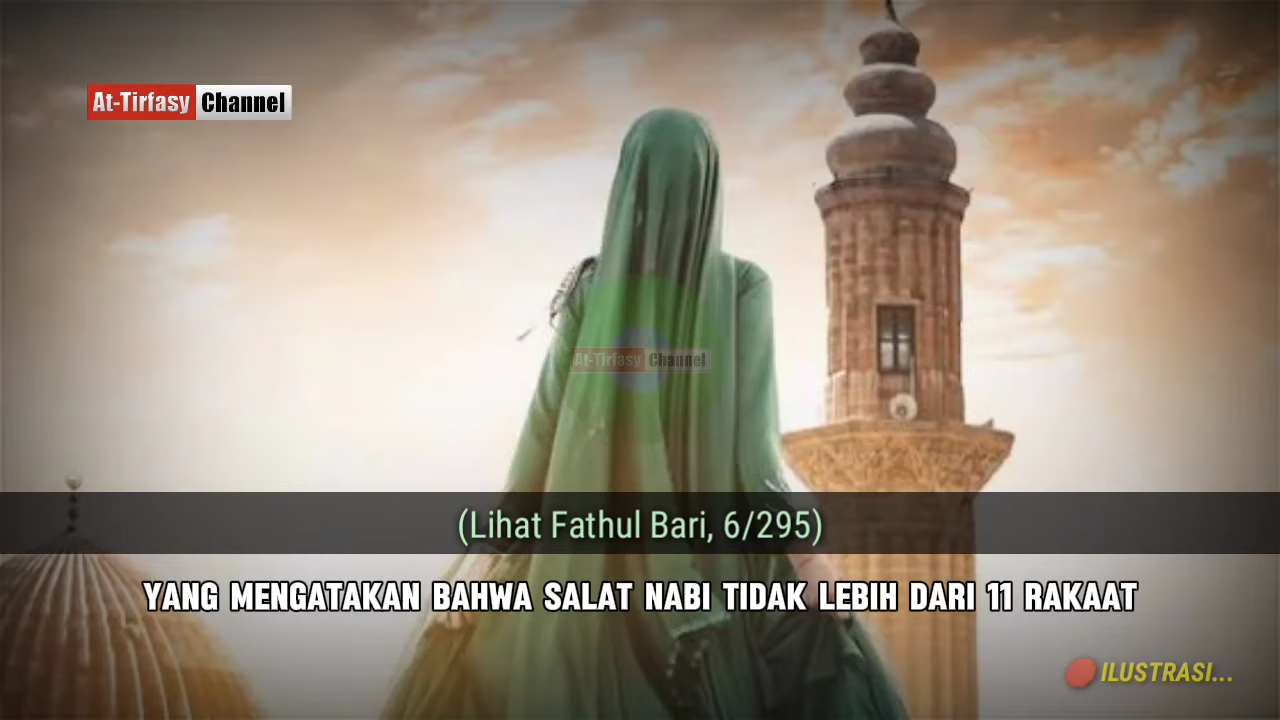 At-Tirfasy Channel
At-Tirfasy Channel
(Lihat Fathul Bari, 6/295)
YANG MENGATAKAN BAHWA SALAT NABI TIDAK LEBIH DARI 11 RAKAAT
ILUSTRASI...